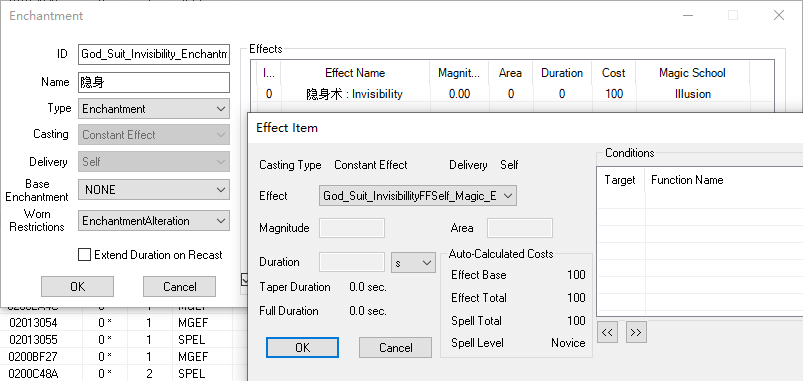 Enchantment
ID God_Suit_Invisibility_Enchantm
Name 隐身
Type Enchantment
Casting Constant Effect
Delivery Self
Base Enchantment NONE
Worn Restrictions EnchantmentAlteration
Extend Duration on Recast
OK Cancel
Effects
I... Effect Name Magnit... Area Duration Cost Magic School
0 隐身术 : Invisibility 0.00 0 0 100 Illusion
Effect Item
Casting Type Constant Effect Delivery Self
Effect God_Suit_InvisibillityFFSelf_Magic_E
Magnitude Area
Duration s
Taper Duration 0.0 sec.
Full Duration 0.0 sec.
Auto-Calculated Costs
Effect Base 100
Effect Total 100
Spell Total 100
Spell Level Novice
OK Cancel
Conditions
Target Function Name
<< >>
02013054 0 * 1 MGEF
02013055 0 * 1 SPEL
0200BF27 0 * 1 MGEF
0200C48A 0 * 2 SPEL